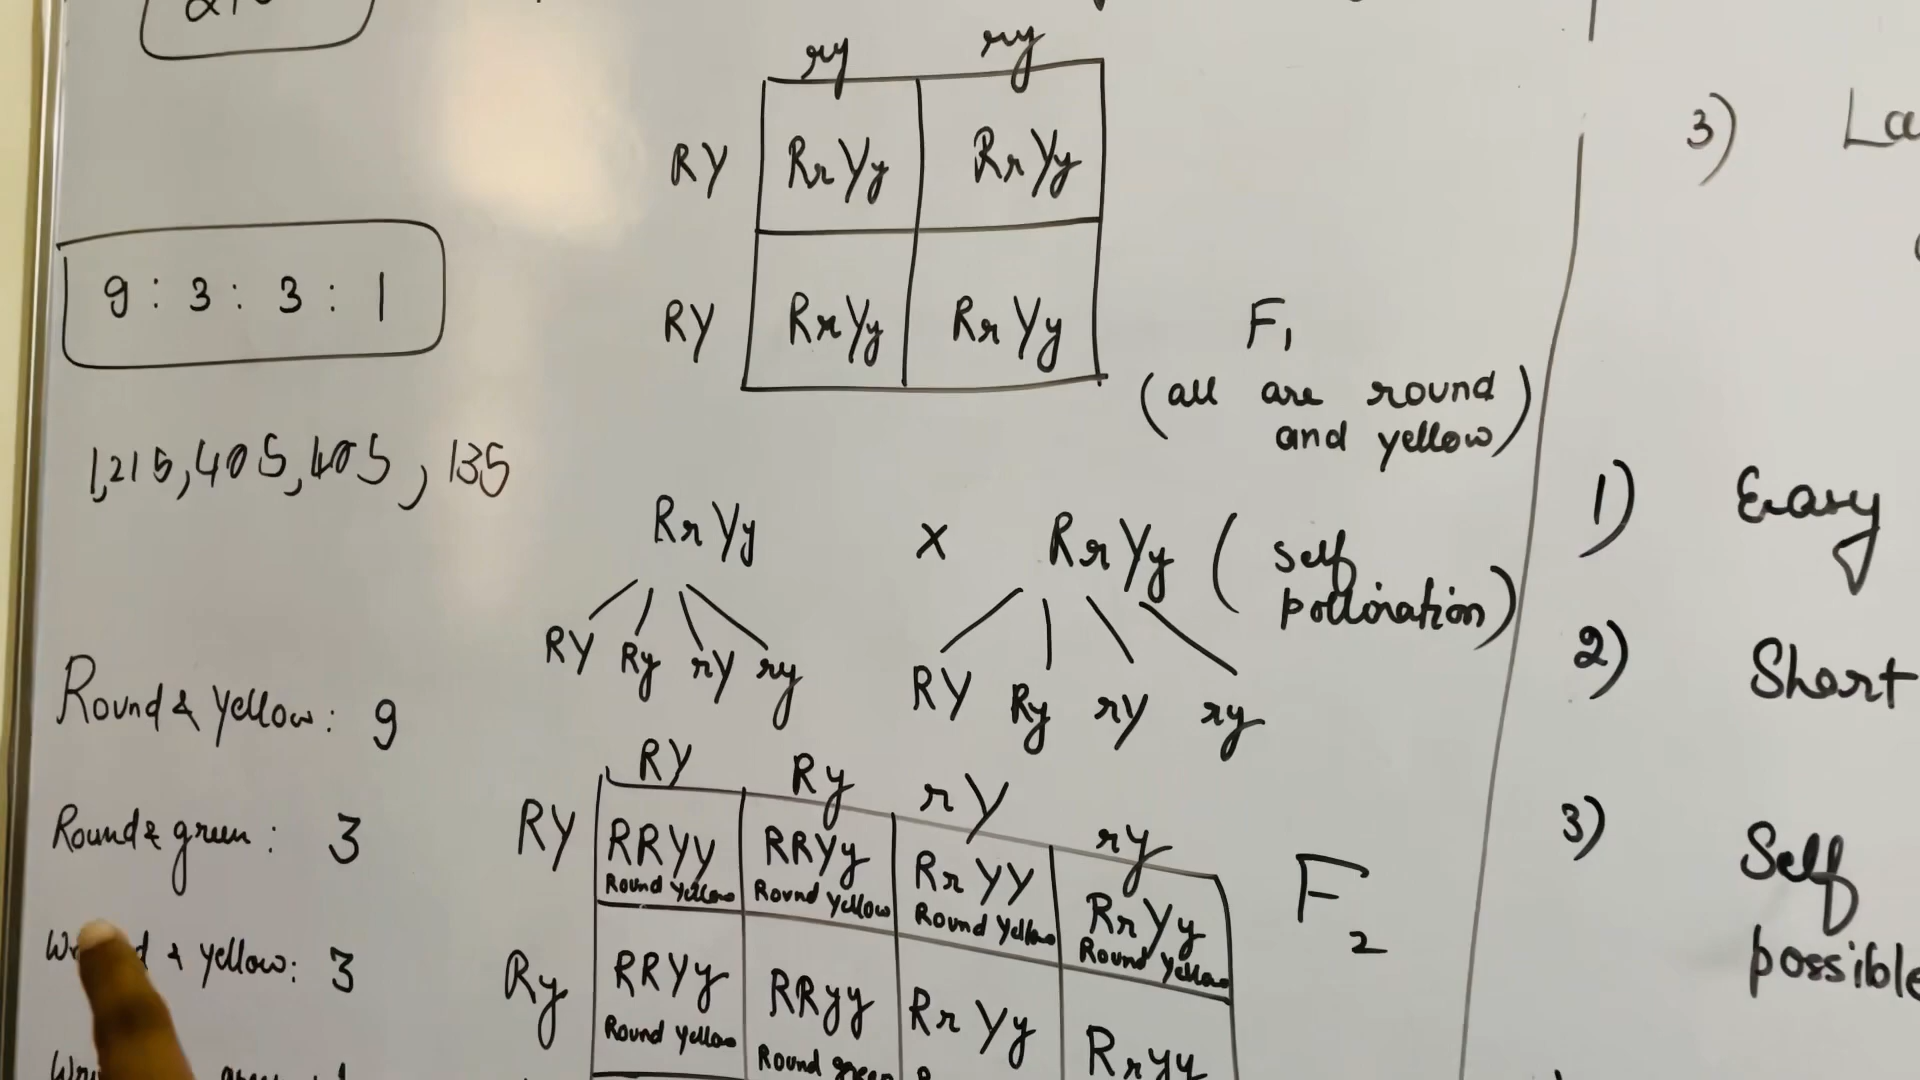 ry ry
RY RrYy RrYy
RY RrYy RrYy
F1
(all are round
and yellow)
9 : 3 : 3 : 1
1,215, 405, 405, 135
RrYy x RrYy (self
pollination)
RY Ry rY ry RY Ry rY ry
Round & Yellow: 9
Round & green: 3
& yellow: 3
RY Ry rY ry
RY RRYY RRYy RrYY RrYy
Round Yellow Round Yellow Round Yellow Round Yellow
Ry RRYy RRyy RrYy Rryy
Round Yellow Round green
F2
3)
1) Easy
2) Short
3) Self
possible